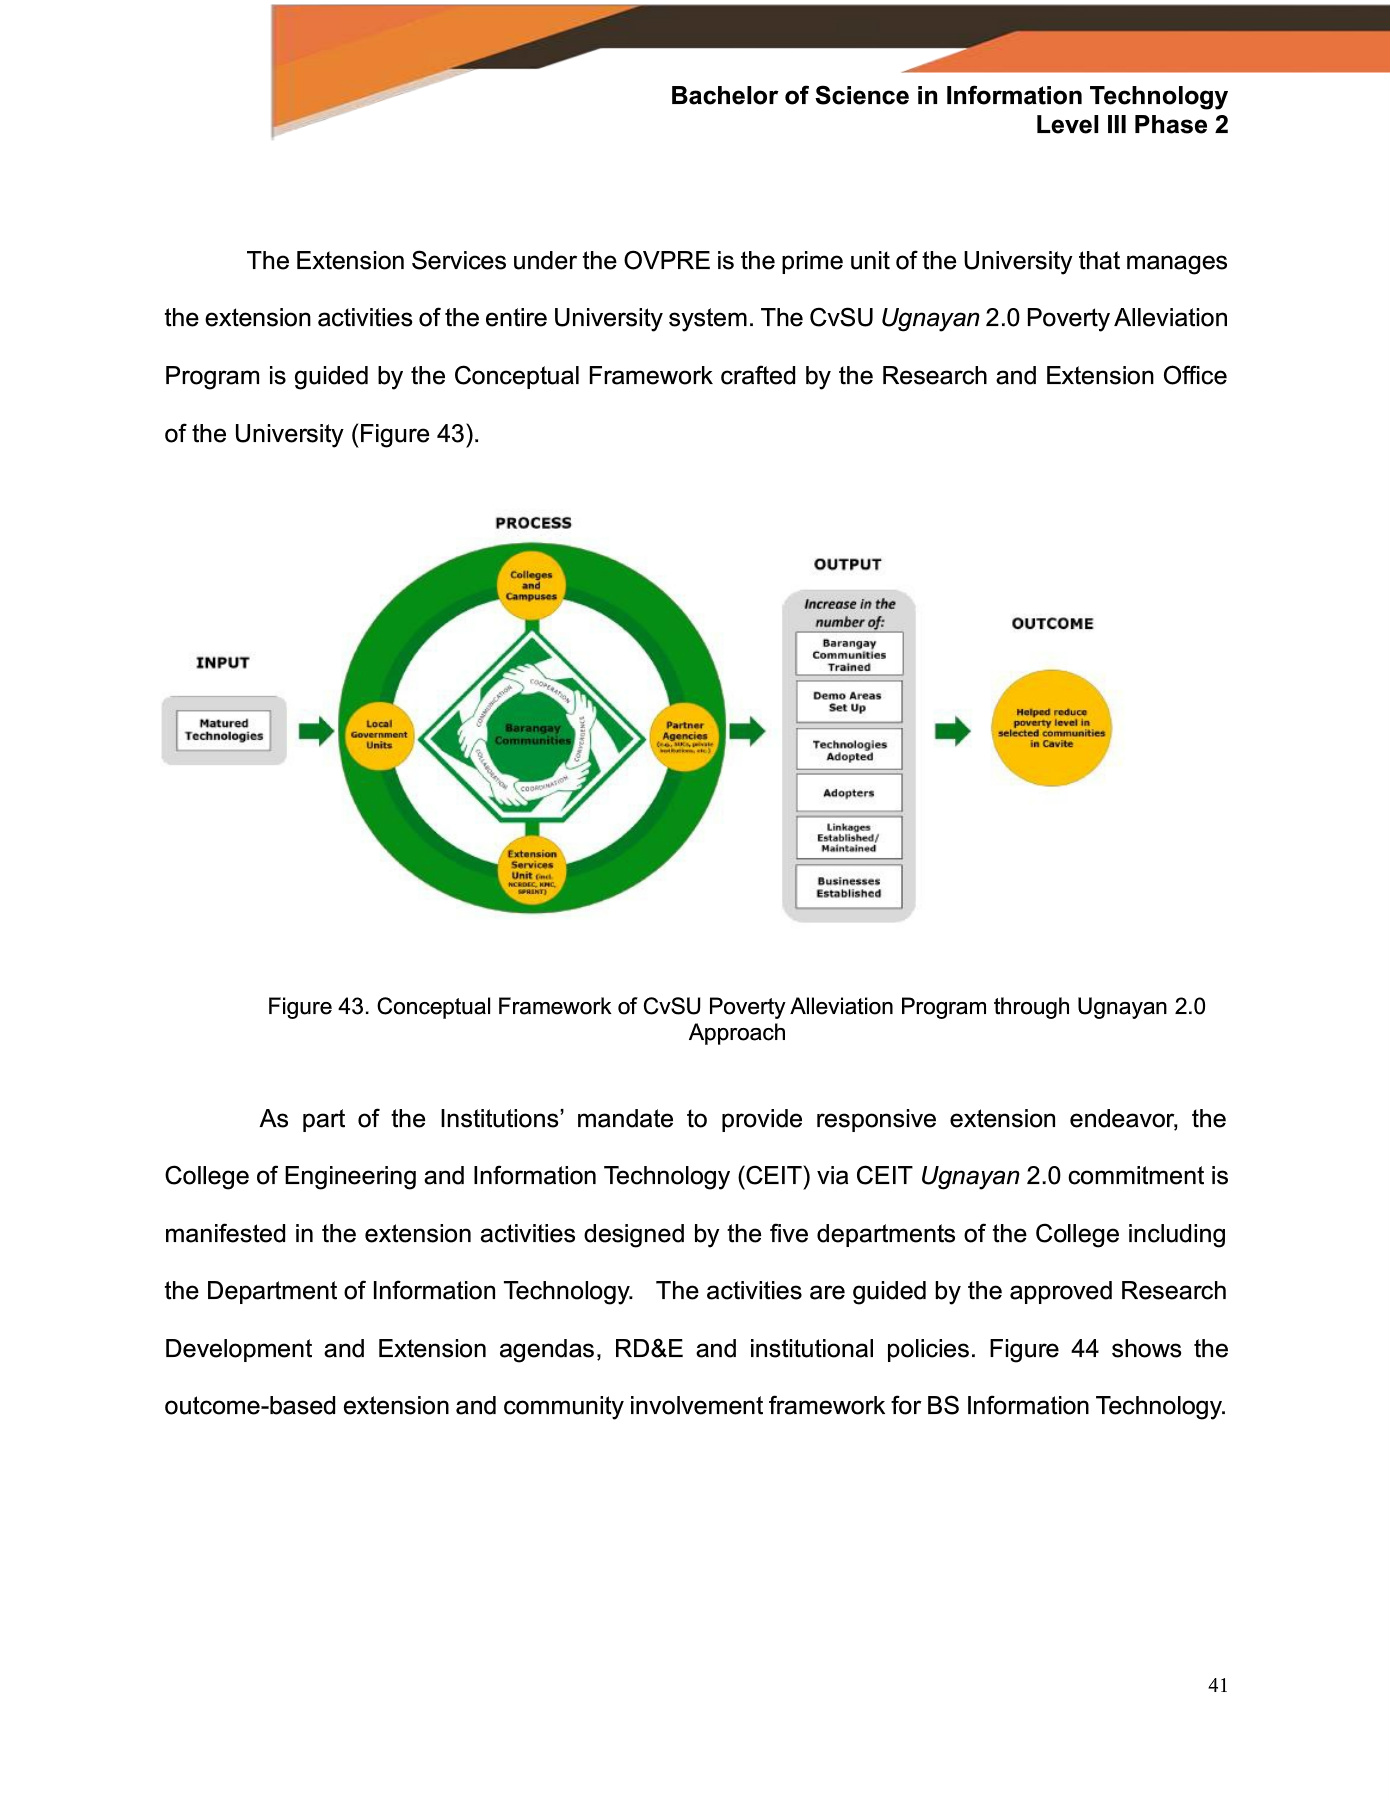 Bachelor of Science in Information Technology
Level III Phase 2
The Extension Services under the OVPRE is the prime unit of the University that manages
the extension activities of the entire University system. The CvSU Ugnayan 2.0 Poverty Alleviation
Program is guided by the Conceptual Framework crafted by the Research and Extension Office
of the University (Figure 43).
INPUT
Matured
Technologies
PROCESS
Colleges
and
Campuses
Local
Government
Units
COMMUNICATION
COOPERATION
CONVERGENCE
COORDINATION
COLLABORATION
Barangay
Communities
Partner
Agencies
(e.g., SUCs, private
institutions, etc.)
Extension
Services
Unit (incl.
NCRDEC, KMC,
SPRINT)
OUTPUT
Increase in the
number of:
Barangay
Communities
Trained
Demo Areas
Set Up
Technologies
Adopted
Adopters
Linkages
Established/
Maintained
Businesses
Established
OUTCOME
Helped reduce
poverty level in
selected communities
in Cavite
Figure 43. Conceptual Framework of CvSU Poverty Alleviation Program through Ugnayan 2.0
Approach
As part of the Institutions’ mandate to provide responsive extension endeavor, the
College of Engineering and Information Technology (CEIT) via CEIT Ugnayan 2.0 commitment is
manifested in the extension activities designed by the five departments of the College including
the Department of Information Technology. The activities are guided by the approved Research
Development and Extension agendas, RD&E and institutional policies. Figure 44 shows the
outcome-based extension and community involvement framework for BS Information Technology.
41